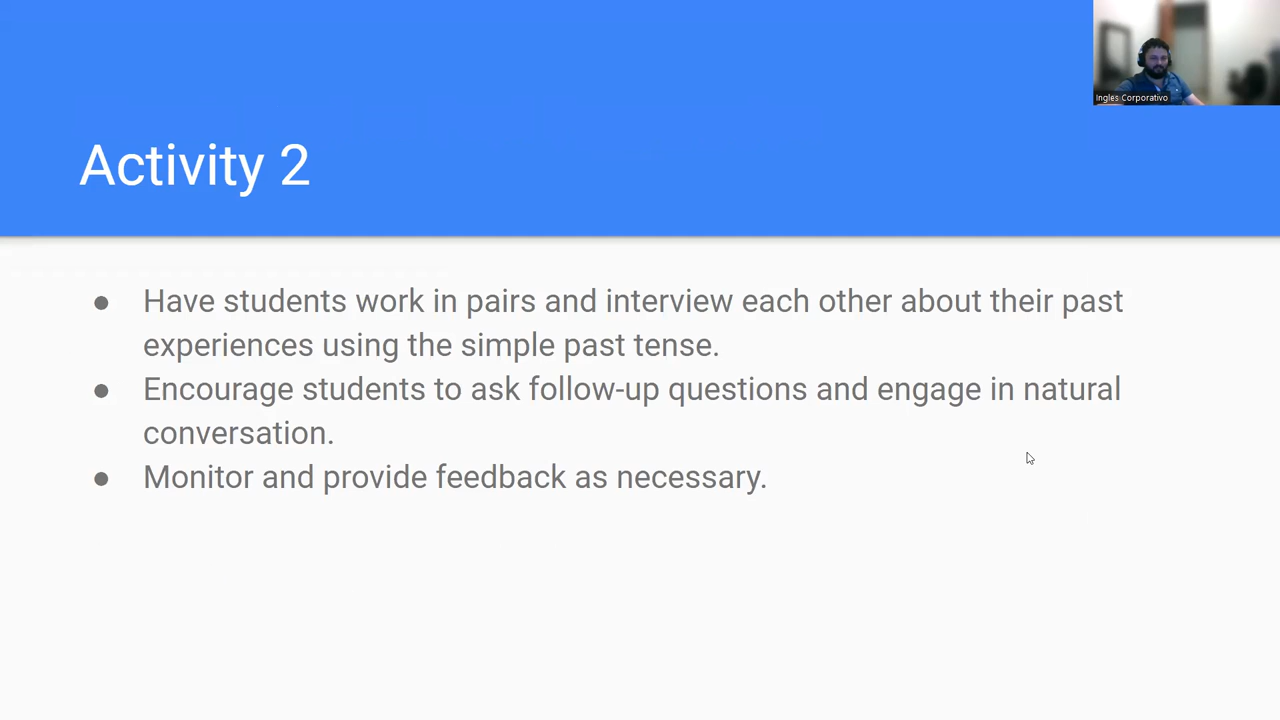 Ingles Corporativo
Activity 2
● Have students work in pairs and interview each other about their past
experiences using the simple past tense.
● Encourage students to ask follow-up questions and engage in natural
conversation.
● Monitor and provide feedback as necessary.